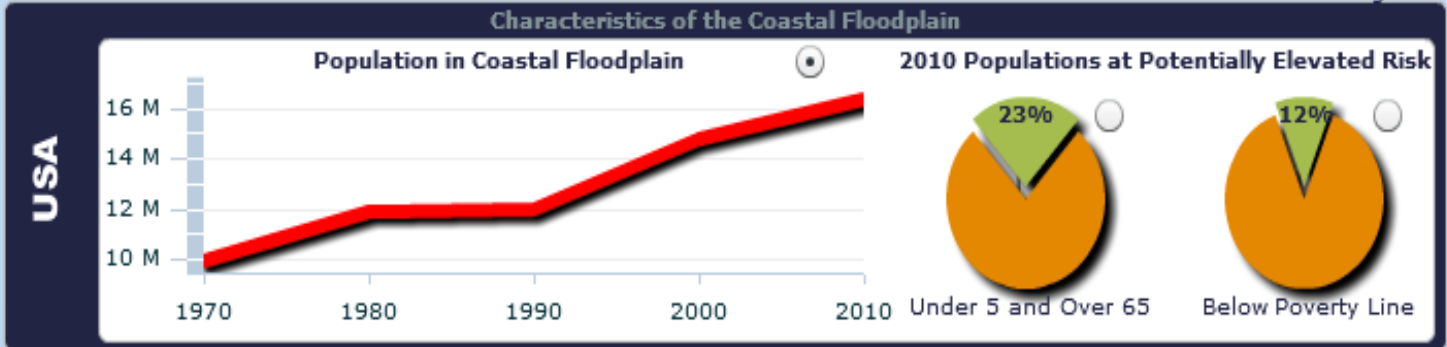 Characteristics of the Coastal Floodplain
USA
Population in Coastal Floodplain
16 M
14 M
12 M
10 M
1970 1980 1990 2000 2010
2010 Populations at Potentially Elevated Risk
23%
Under 5 and Over 65
12%
Below Poverty Line